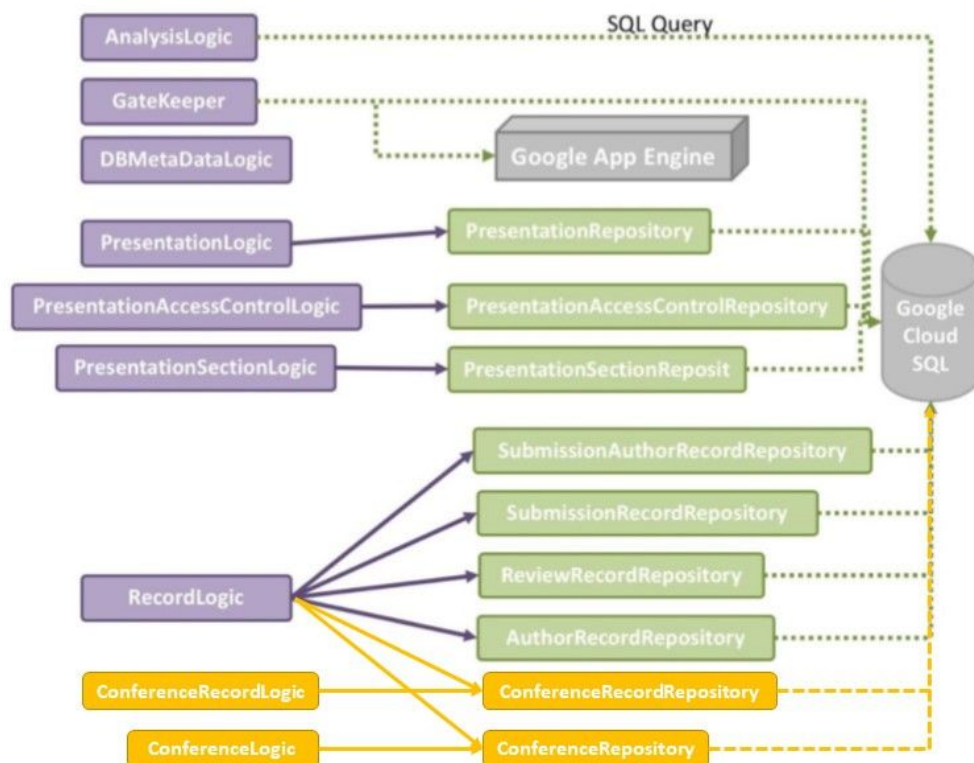 SQL Query
AnalysisLogic
GateKeeper
Google App Engine
DBMetaDataLogic
PresentationLogic
PresentationRepository
PresentationAccessControlLogic
PresentationAccessControlRepository
Google
Cloud
SQL
PresentationSectionLogic
PresentationSectionReposit
SubmissionAuthorRecordRepository
SubmissionRecordRepository
ReviewRecordRepository
RecordLogic
AuthorRecordRepository
ConferenceRecordLogic
ConferenceRecordRepository
ConferenceLogic
ConferenceRepository